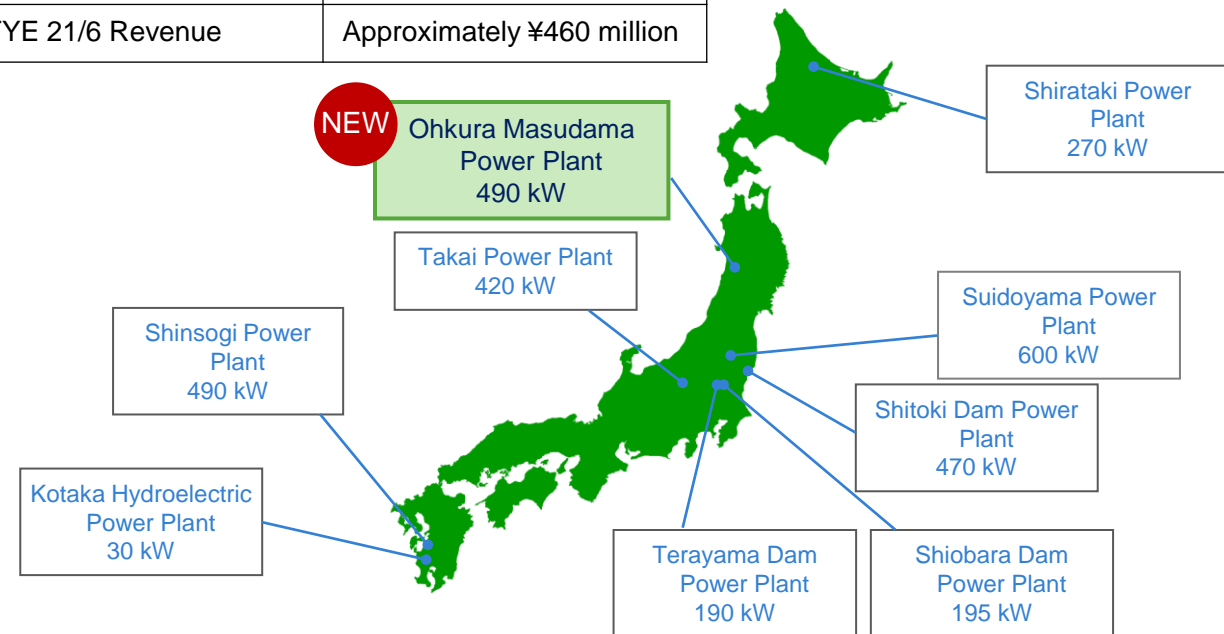 YE 21/6 Revenue
Approximately ¥460 million
NEW
Ohkura Masudama
Power Plant
490 kW
Shirataki Power
Plant
270 kW
Takai Power Plant
420 kW
Suidoyama Power
Plant
600 kW
Shinsogi Power
Plant
490 kW
Shitoki Dam Power
Plant
470 kW
Kotaka Hydroelectric
Power Plant
30 kW
Terayama Dam
Power Plant
190 kW
Shiobara Dam
Power Plant
195 kW